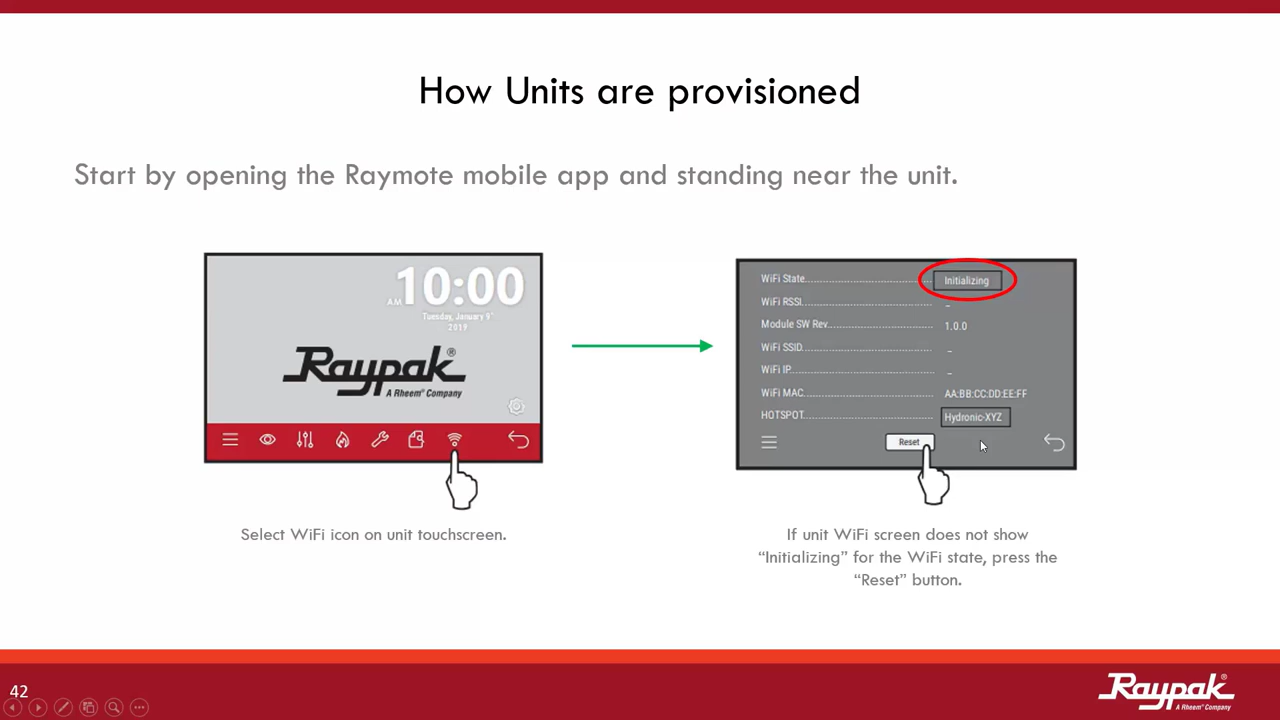 How Units are provisioned
Start by opening the Raymote mobile app and standing near the unit.
AM 10:00
Tuesday, January 9th
2019
Raypak®
A Rheem® Company
Select WiFi icon on unit touchscreen.
WiFi State.......................................... Initializing
WiFi RSSI.......................................... –
Module SW Rev................................... 1.0.0
WiFi SSID.......................................... –
WiFi IP............................................... –
WiFi MAC........................................... AA:BB:CC:DD:EE:FF
HOTSPOT.......................................... Hydronic-XYZ
Reset
If unit WiFi screen does not show
“Initializing” for the WiFi state, press the
“Reset” button.
42
Raypak®
A Rheem® Company